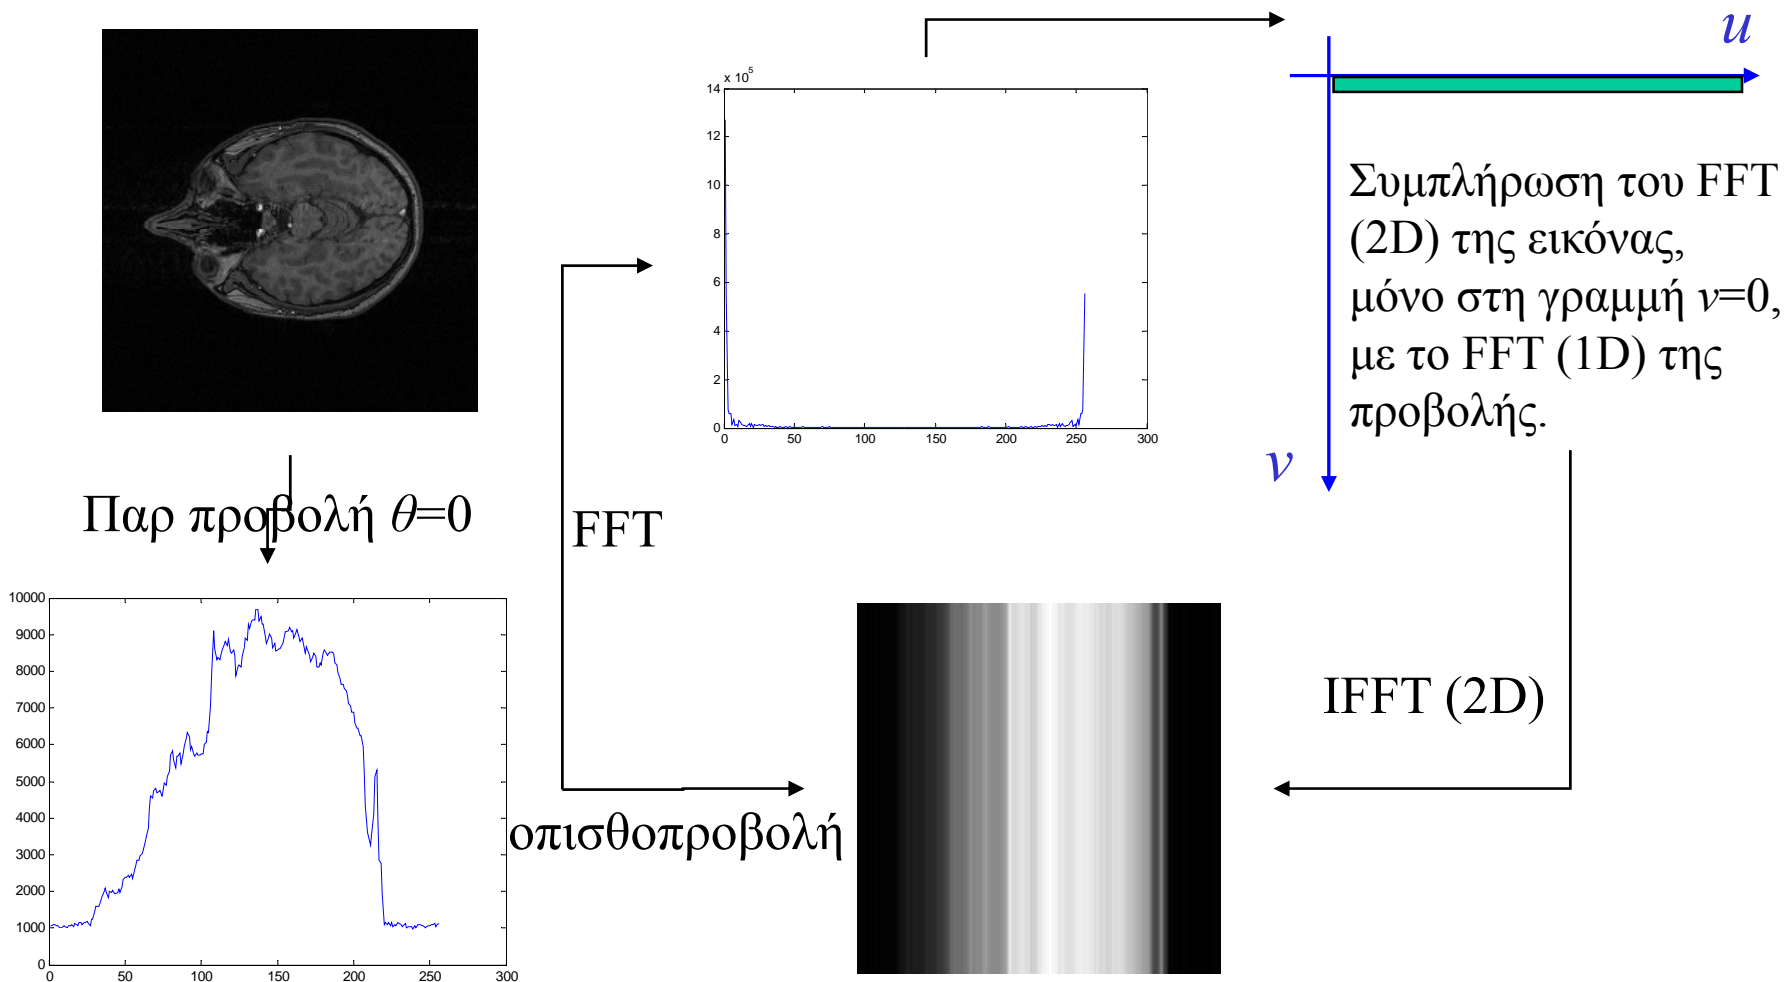 x 10^5
14
12
10
8
6
4
2
0
0 50 100 150 200 250 300
u
v
Συμπλήρωση του FFT
(2D) της εικόνας,
μόνο στη γραμμή v=0,
με το FFT (1D) της
προβολής.
Παρ προβολή θ=0
FFT
10000
9000
8000
7000
6000
5000
4000
3000
2000
1000
0
0 50 100 150 200 250 300
οπισθοπροβολή
IFFT (2D)